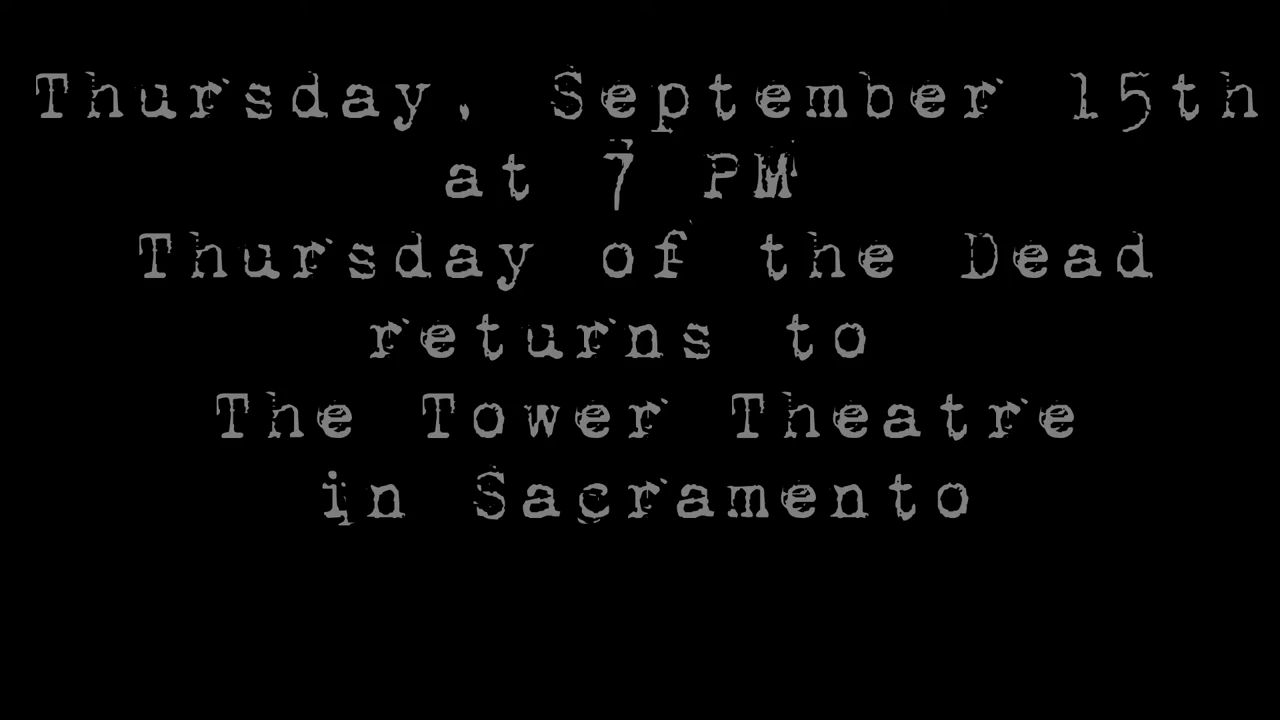 Thursday, September 15th
at 7 PM
Thursday of the Dead
returns to
The Tower Theatre
in Sacramento